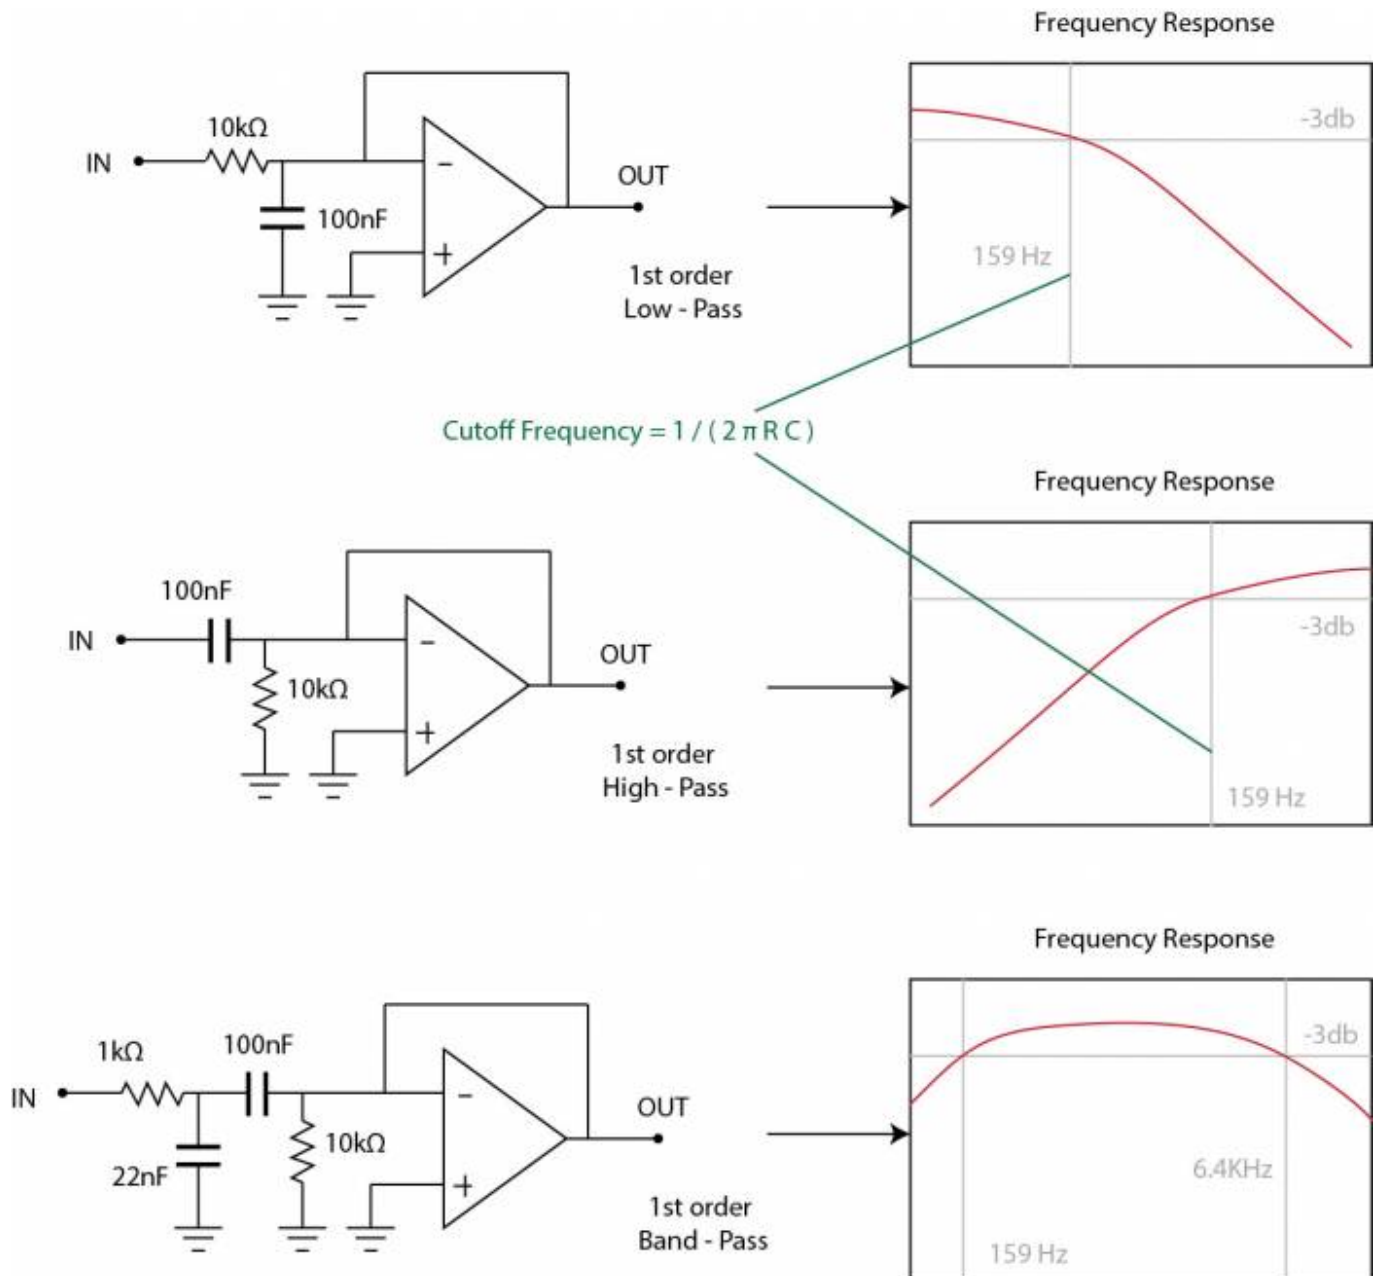 Frequency Response
10kΩ
IN
100nF
-
+
OUT
1st order
Low - Pass
-3db
159 Hz
Cutoff Frequency = 1 / ( 2 π R C )
Frequency Response
100nF
IN
10kΩ
-
+
OUT
1st order
High - Pass
-3db
159 Hz
Frequency Response
1kΩ
100nF
IN
22nF
10kΩ
-
+
OUT
1st order
Band - Pass
-3db
6.4KHz
159 Hz